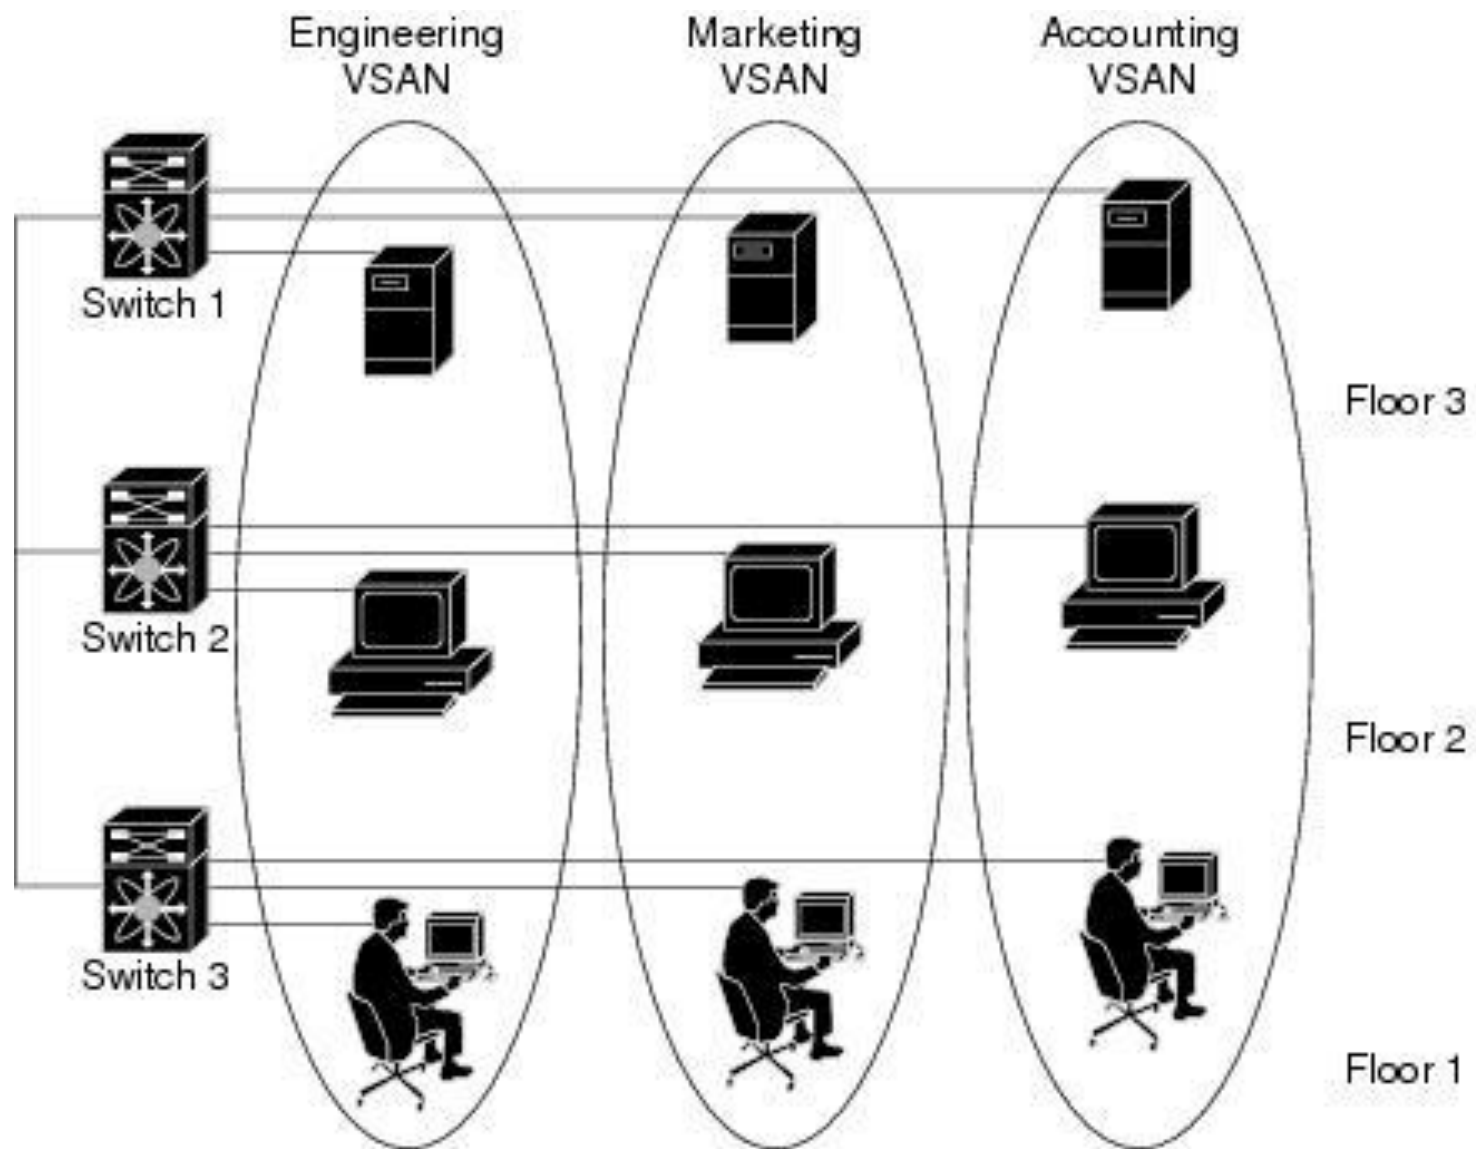 Engineering
VSAN
Marketing
VSAN
Accounting
VSAN
Switch 1
Floor 3
Switch 2
Floor 2
Switch 3
Floor 1